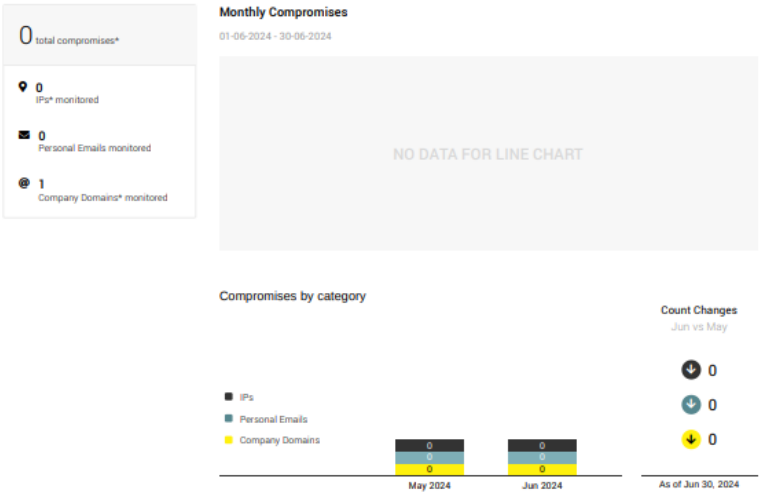 0 total compromises*
0
IPs* monitored
0
Personal Emails monitored
@ 1
Company Domains* monitored
Monthly Compromises
01-06-2024 - 30-06-2024
NO DATA FOR LINE CHART
Compromises by category
Count Changes
Jun vs May
IPs
Personal Emails
Company Domains
0 0
0 0
0 0
May 2024 Jun 2024
0
0
0
As of Jun 30, 2024